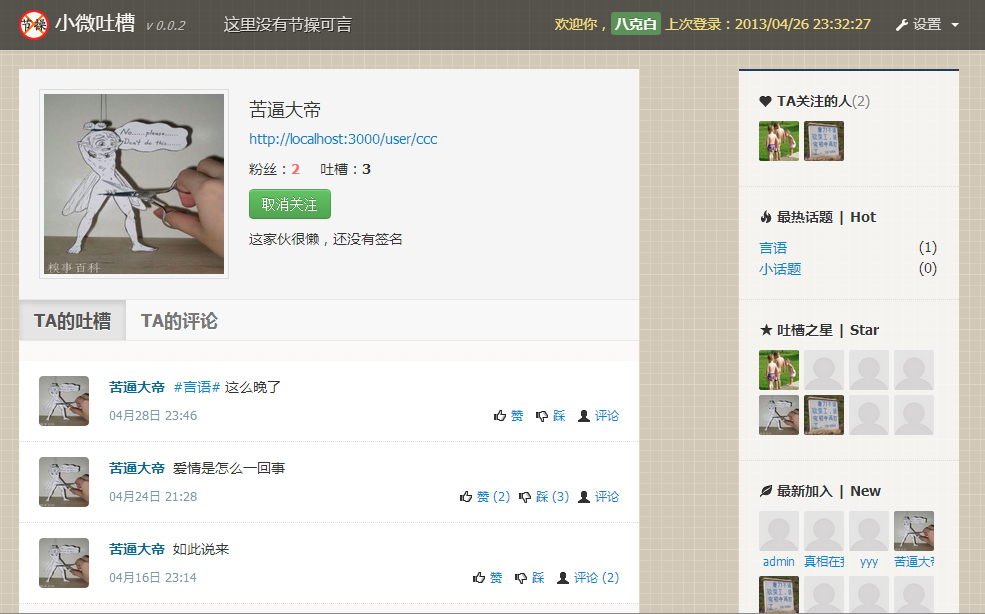 节操 小微吐槽 v 0.0.2 这里没有节操可言 欢迎你，八克白 上次登录：2013/04/26 23:32:27 设置
No......please......
Don't do this......
糗事百科
苦逼大帝
http://localhost:3000/user/ccc
粉丝：2 吐槽：3
取消关注
这家伙很懒，还没有签名
TA的吐槽 TA的评论
苦逼大帝 #言语# 这么晚了
04月28日 23:46 赞 踩 评论
苦逼大帝 爱情是怎么一回事
04月24日 21:28 赞 (2) 踩 (3) 评论
苦逼大帝 如此说来
04月16日 23:14 赞 踩 评论 (2)
TA关注的人(2)
最热话题 | Hot
言语 (1)
小话题 (0)
吐槽之星 | Star
最新加入 | New
admin 真相在我 yyy 苦逼大帝